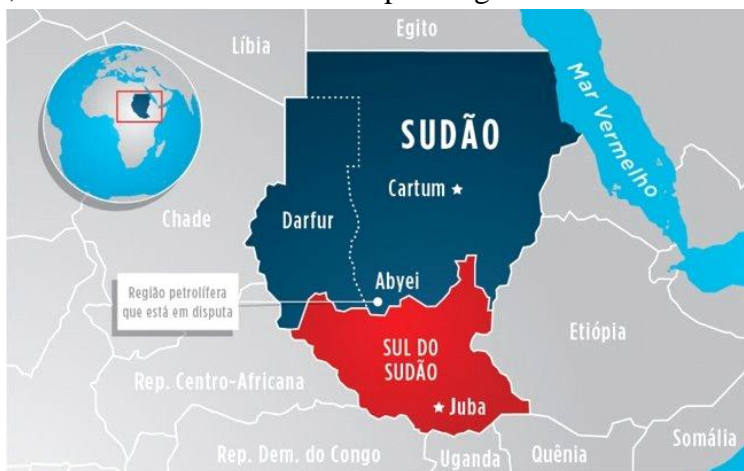 Líbia
Egito
Mar Vermelho
SUDÃO
Cartum
Chade
Darfur
Abyei
Região petrolífera
que está em disputa
Etiópia
SUL DO
SUDÃO
Rep. Centro-Africana
Juba
Rep. Dem. do Congo
Uganda
Quênia
Somália